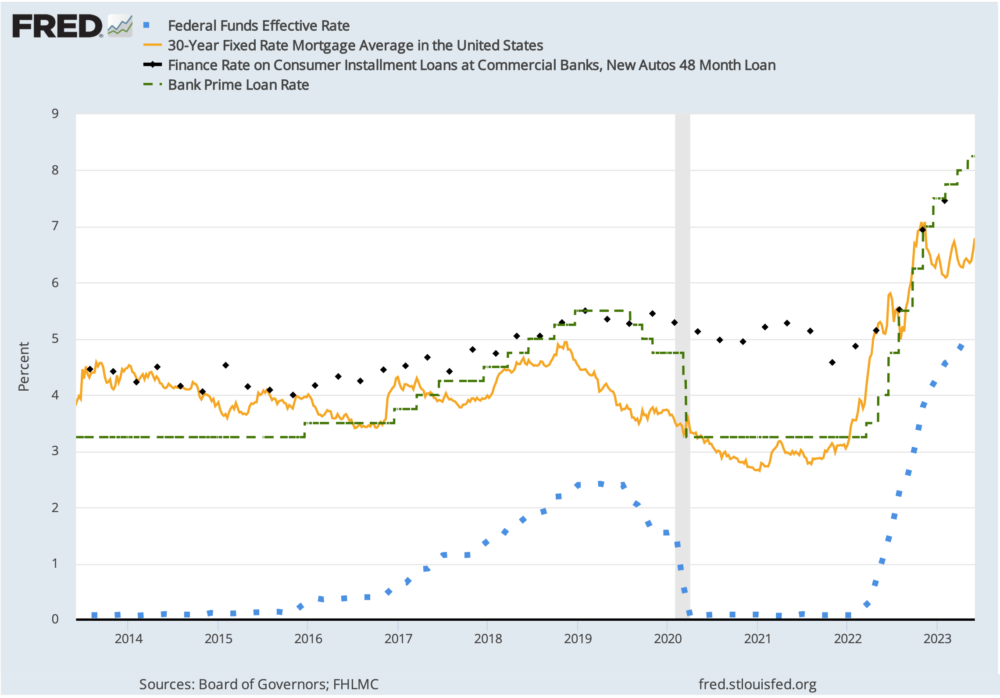 FRED®
Federal Funds Effective Rate
30-Year Fixed Rate Mortgage Average in the United States
Finance Rate on Consumer Installment Loans at Commercial Banks, New Autos 48 Month Loan
Bank Prime Loan Rate
9
8
7
6
5
4
3
2
1
0
Percent
2014 2015 2016 2017 2018 2019 2020 2021 2022 2023
Sources: Board of Governors; FHLMC
fred.stlouisfed.org